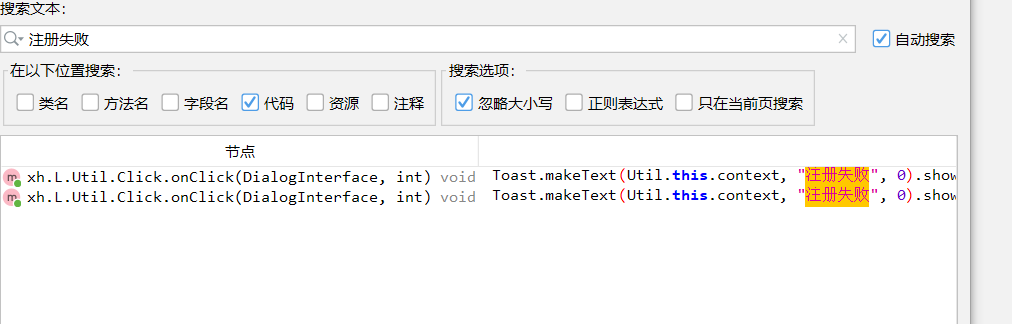 搜索文本:
注册失败
自动搜索
在以下位置搜索:
类名 方法名 字段名 代码 资源 注释
搜索选项:
忽略大小写 正则表达式 只在当前页搜索
节点
m xh.L.Util.Click.onClick(DialogInterface, int) void Toast.makeText(Util.this.context, "注册失败", 0).show
m xh.L.Util.Click.onClick(DialogInterface, int) void Toast.makeText(Util.this.context, "注册失败", 0).show